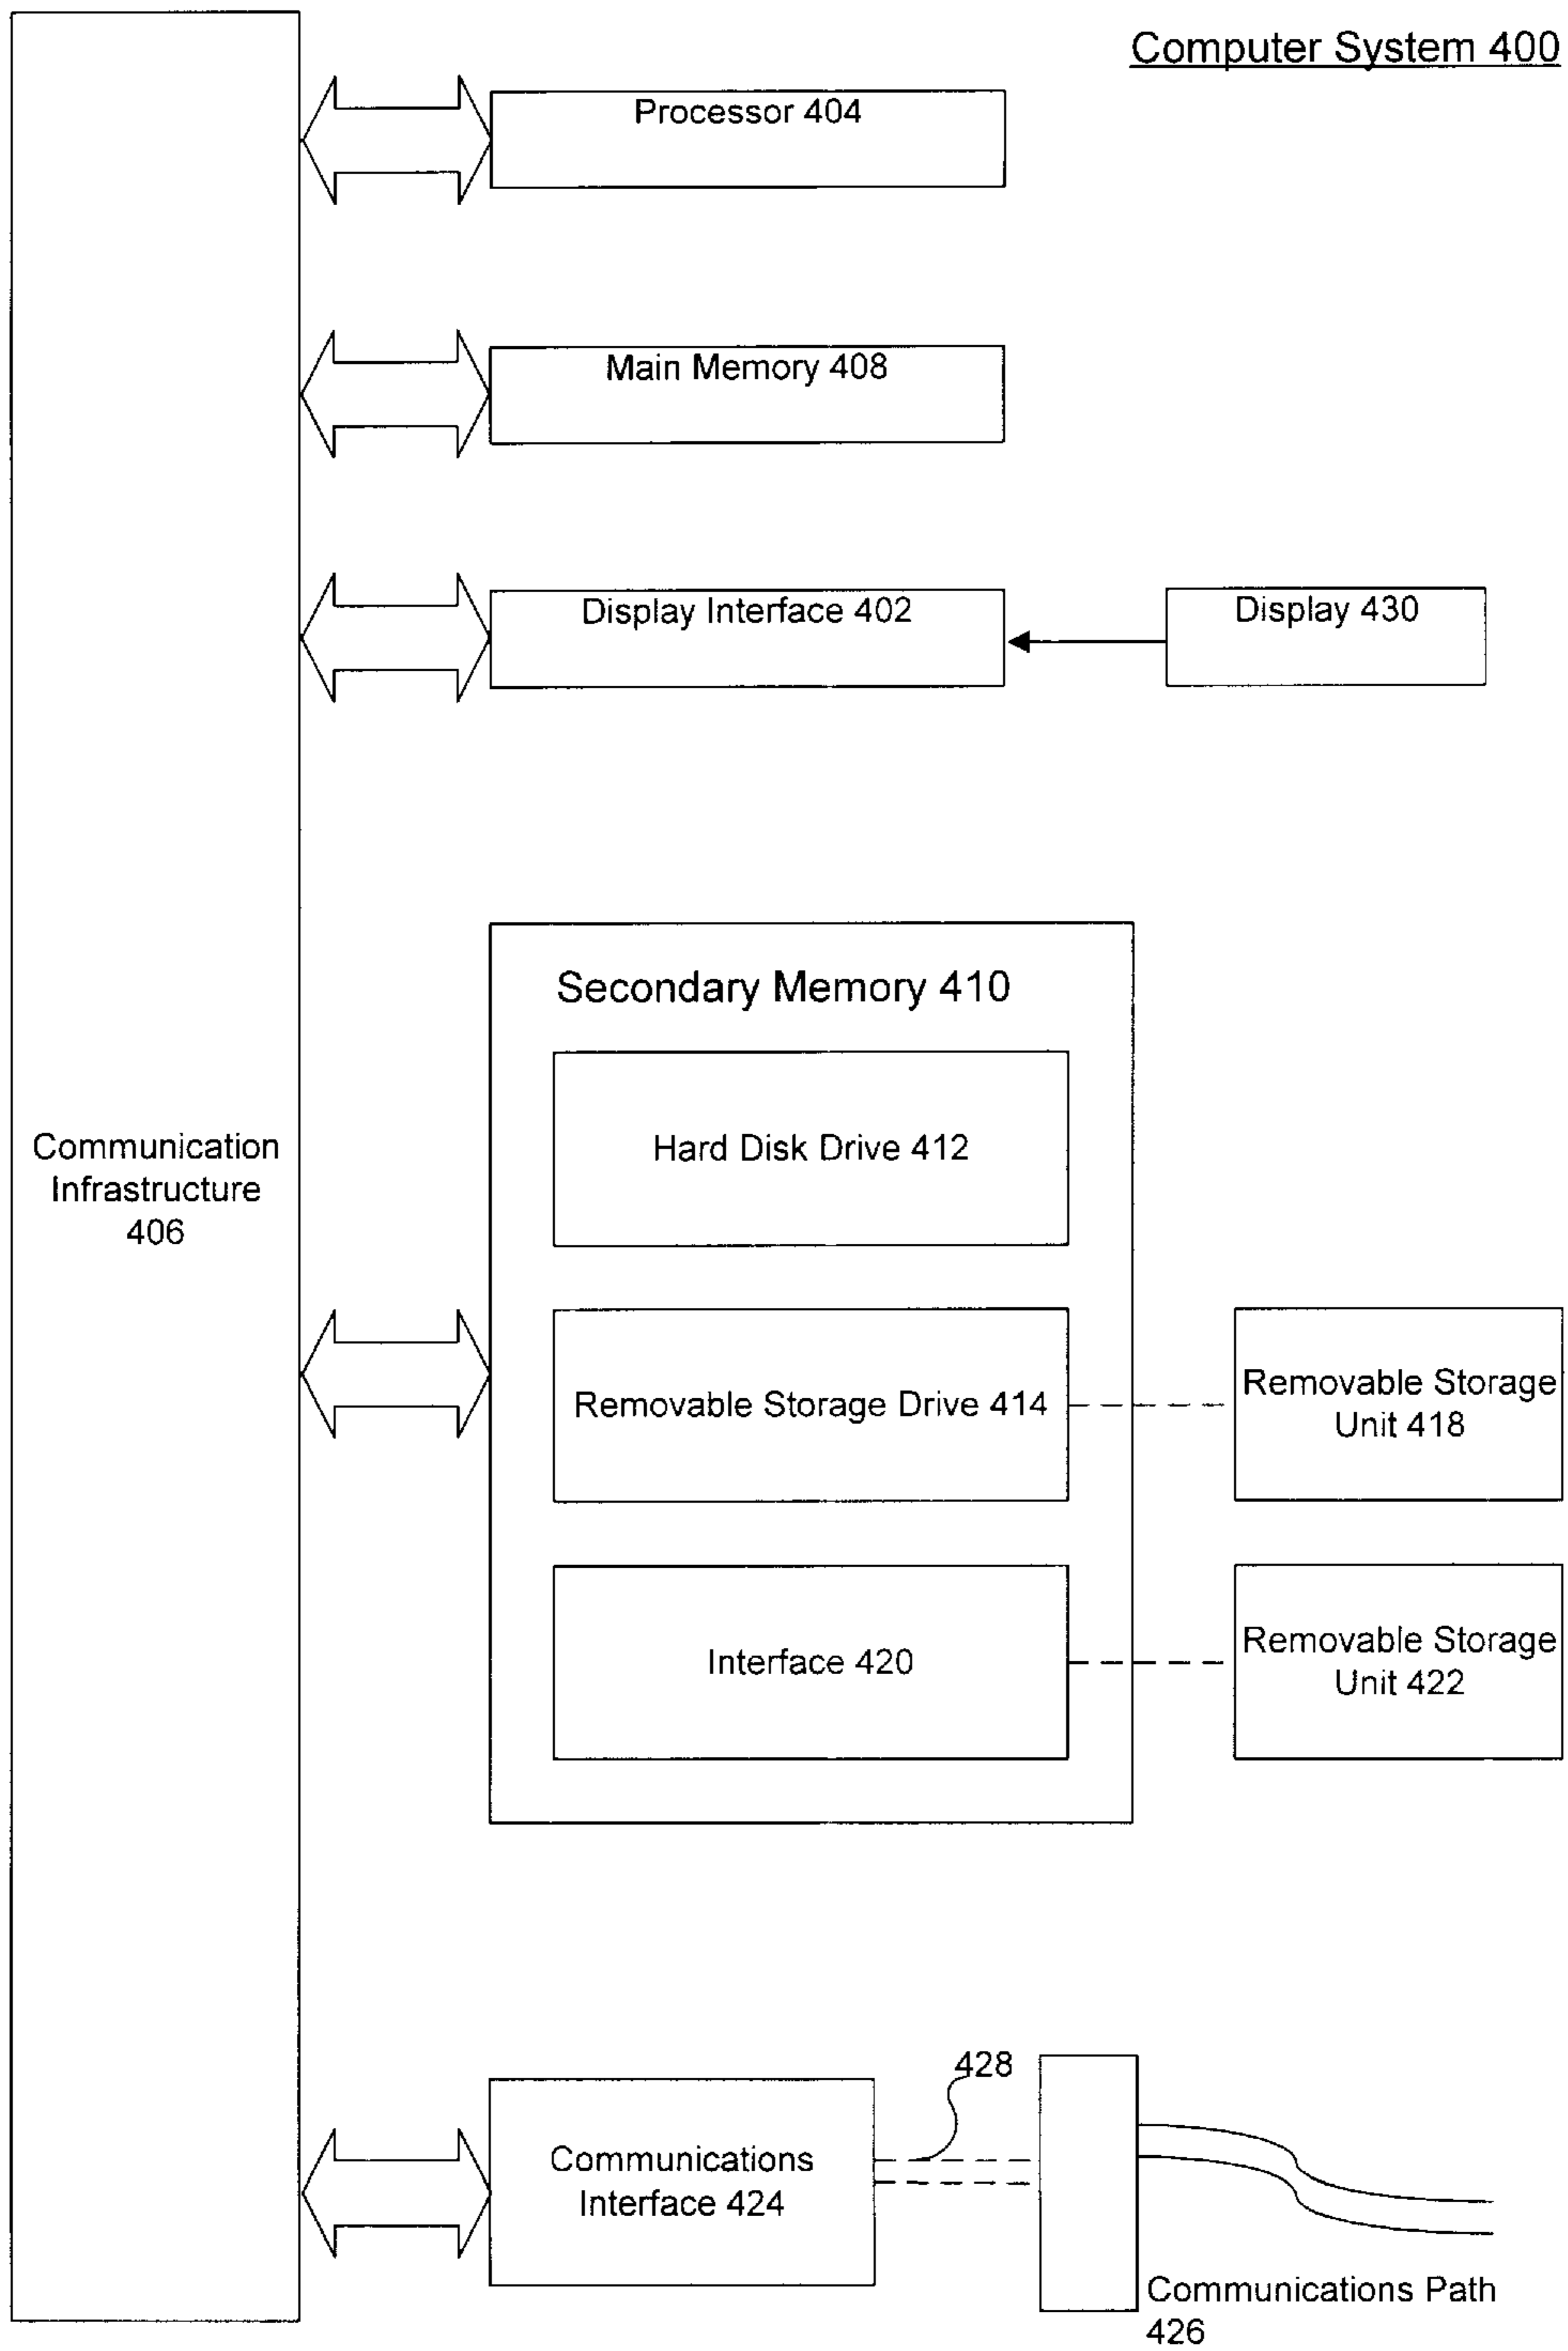 Computer System 400
Processor 404
Main Memory 408
Display Interface 402
Display 430
Secondary Memory 410
Hard Disk Drive 412
Communication
Infrastructure
406
Removable Storage Drive 414
Removable Storage
Unit 418
Interface 420
Removable Storage
Unit 422
428
Communications
Interface 424
Communications Path
426